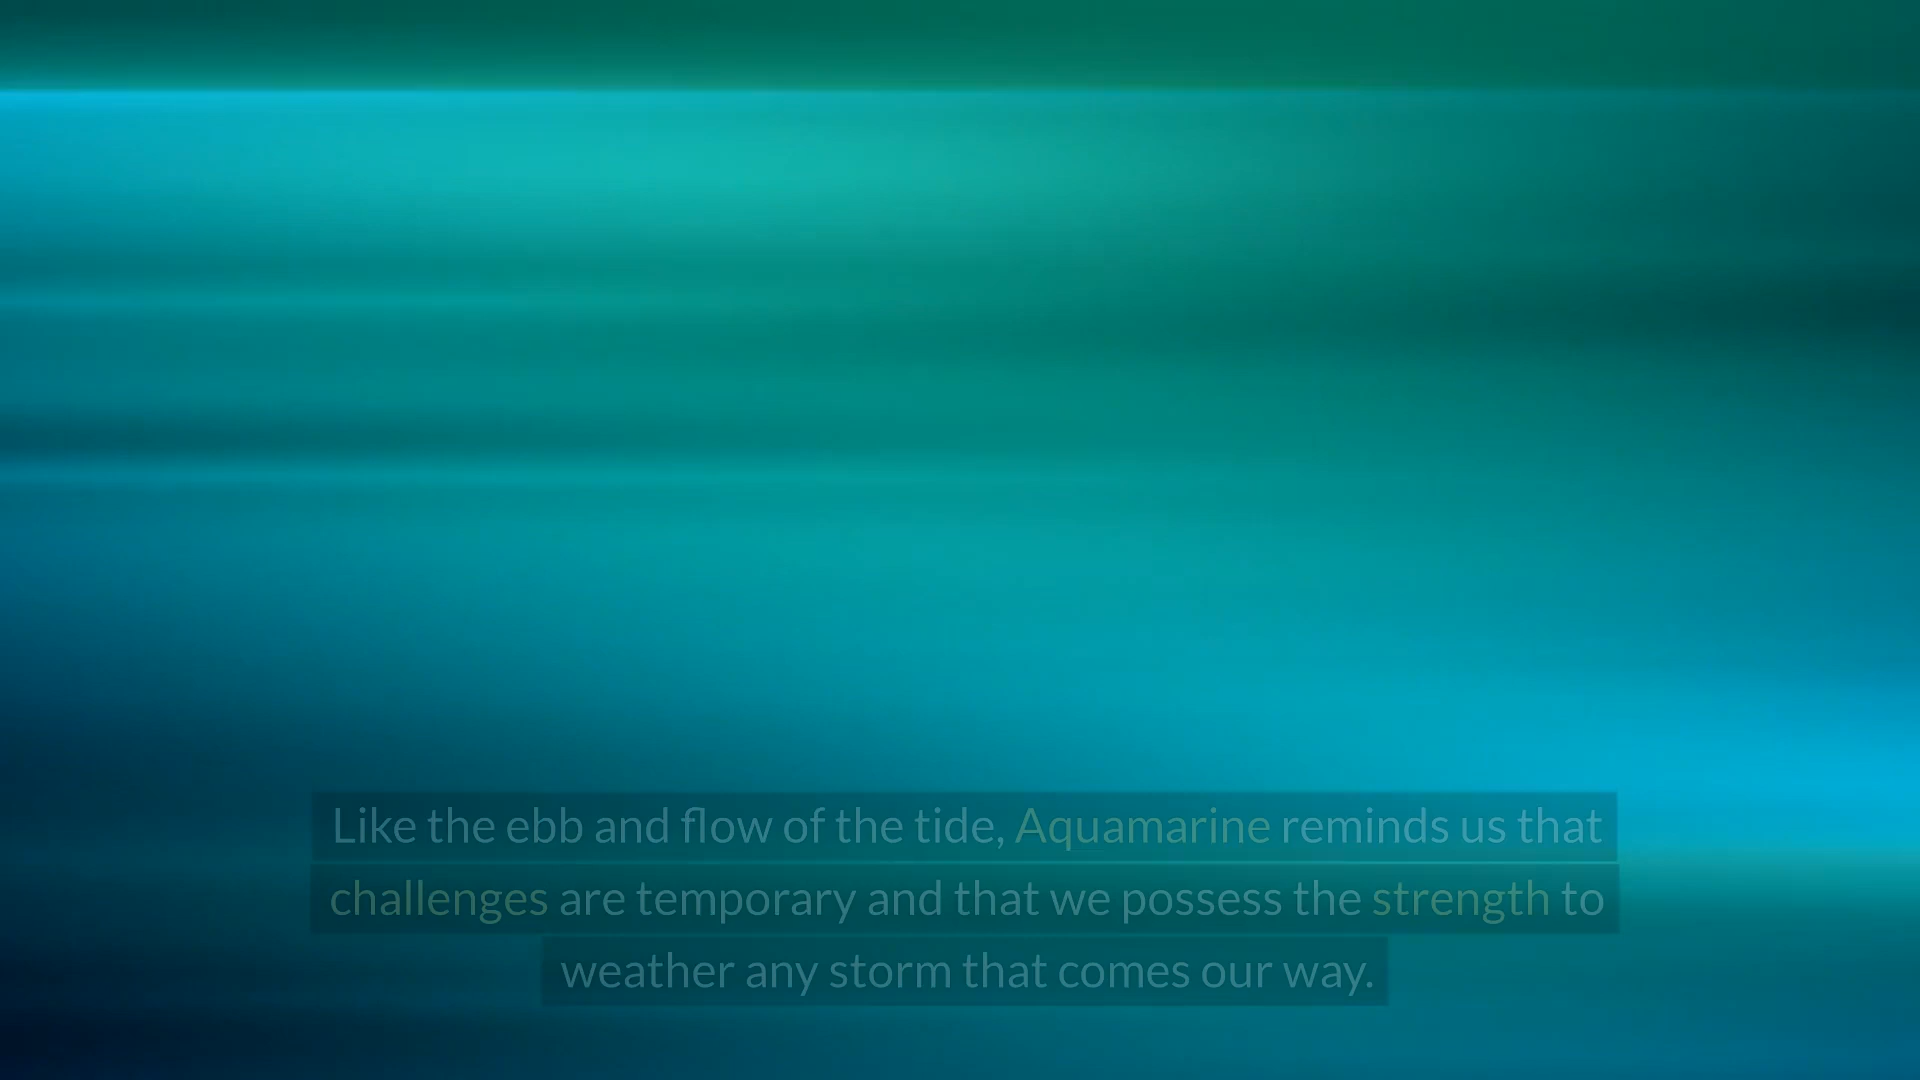 Like the ebb and flow of the tide, Aquamarine reminds us that
challenges are temporary and that we possess the strength to
weather any storm that comes our way.